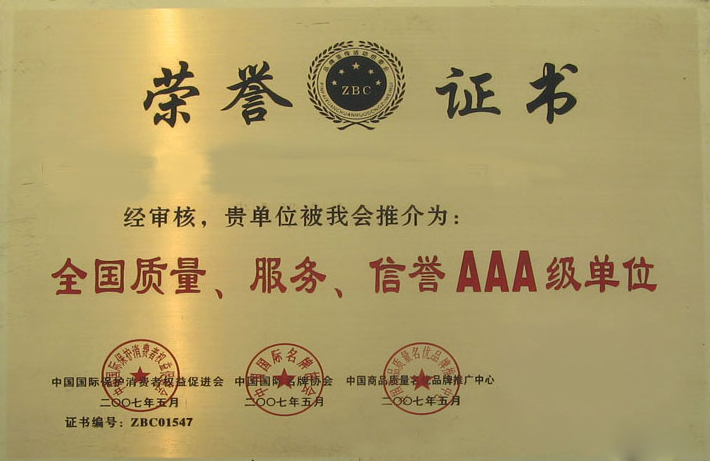 荣誉证书
ZBC
经审核，贵单位被我会推介为：
全国质量、服务、信誉AAA级单位
中国国际保护消费者权益促进会 中国国际名牌协会 中国商品质量名优品牌推广中心
二〇〇七年五月 二〇〇七年五月 二〇〇七年五月
证书编号：ZBC01547